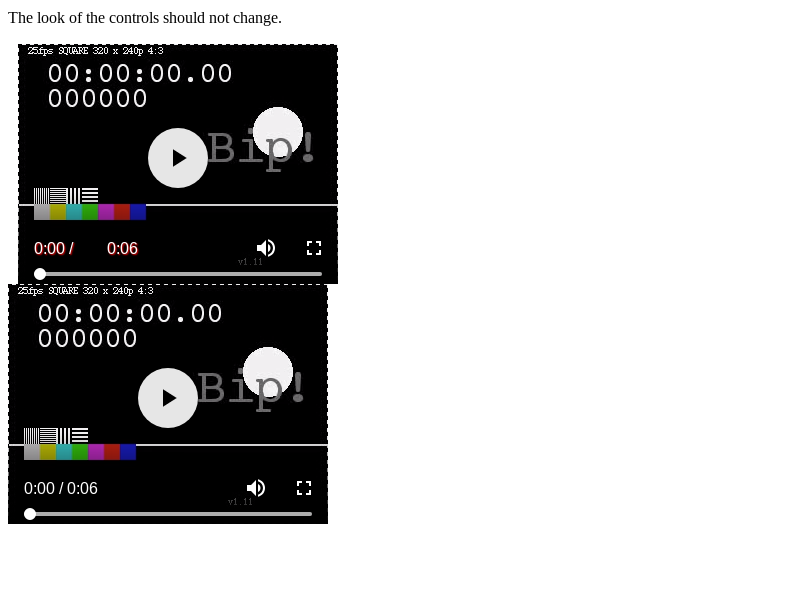 The look of the controls should not change.
25fps SQUARE 320 x 240p 4:3
00:00:00.00
000000
Bip!
0:00 / 0:06
v1.11
25fps SQUARE 320 x 240p 4:3
00:00:00.00
000000
Bip!
0:00 / 0:06
v1.11